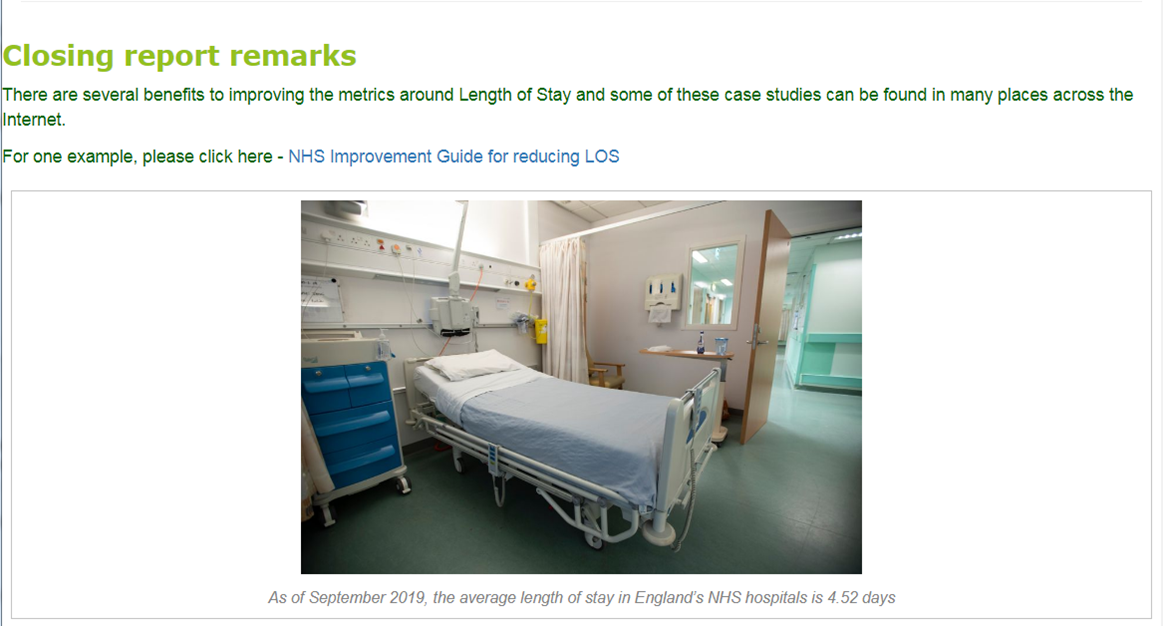 Closing report remarks
There are several benefits to improving the metrics around Length of Stay and some of these case studies can be found in many places across the
Internet.
For one example, please click here - NHS Improvement Guide for reducing LOS
As of September 2019, the average length of stay in England’s NHS hospitals is 4.52 days